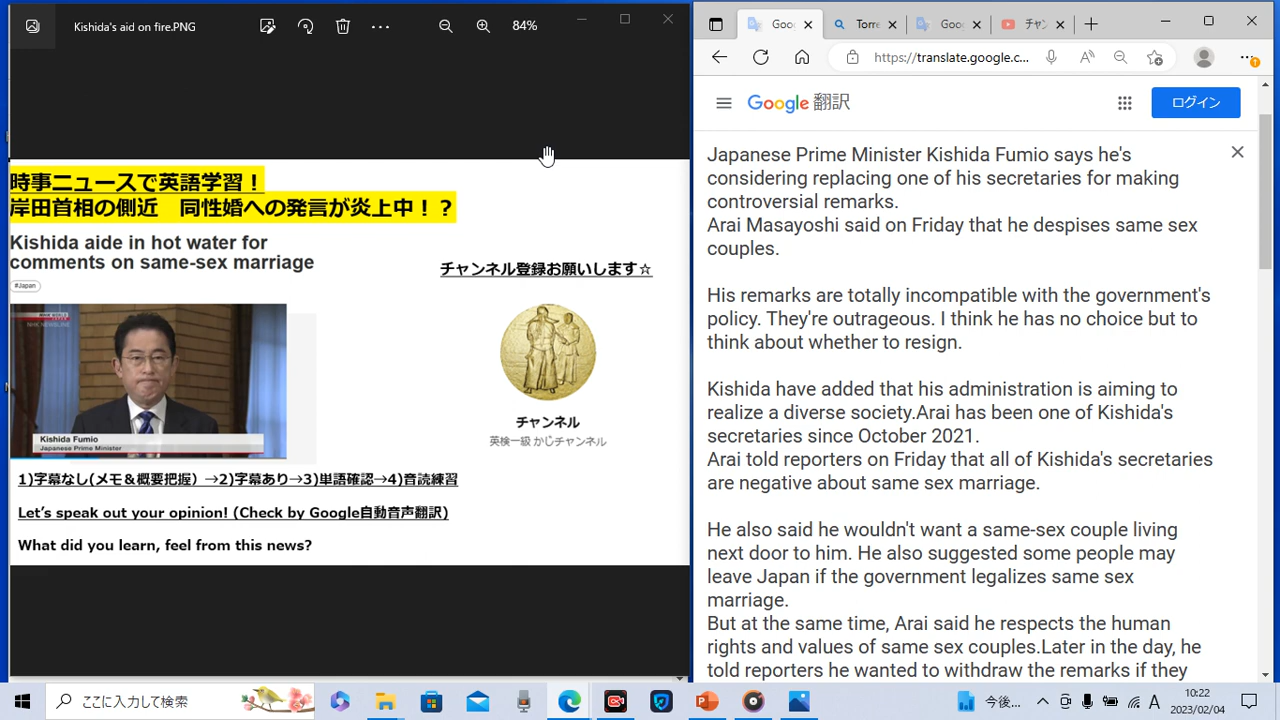 Kishida's aid on fire.PNG
84%
時事ニュースで英語学習！
岸田首相の側近　同性婚への発言が炎上中！？
Kishida aide in hot water for
comments on same-sex marriage
#Japan
チャンネル登録お願いします☆
NHK WORLD
JAPAN
NHK NEWSLINE
Kishida Fumio
Japanese Prime Minister
チャンネル
英検一級 かじチャンネル
1)字幕なし(メモ＆概要把握）→2)字幕あり→3)単語確認→4)音読練習
Let's speak out your opinion! (Check by Google自動音声翻訳)
What did you learn, feel from this news?
Goo
Torre
Goo
チャン
https://translate.google.c...
Google 翻訳
ログイン
Japanese Prime Minister Kishida Fumio says he's
considering replacing one of his secretaries for making
controversial remarks.
Arai Masayoshi said on Friday that he despises same sex
couples.
His remarks are totally incompatible with the government's
policy. They're outrageous. I think he has no choice but to
think about whether to resign.
Kishida have added that his administration is aiming to
realize a diverse society.Arai has been one of Kishida's
secretaries since October 2021.
Arai told reporters on Friday that all of Kishida's secretaries
are negative about same sex marriage.
He also said he wouldn't want a same-sex couple living
next door to him. He also suggested some people may
leave Japan if the government legalizes same sex
marriage.
But at the same time, Arai said he respects the human
rights and values of same sex couples.Later in the day, he
told reporters he wanted to withdraw the remarks if they
ここに入力して検索
今後...
A
10:22
2023/02/04